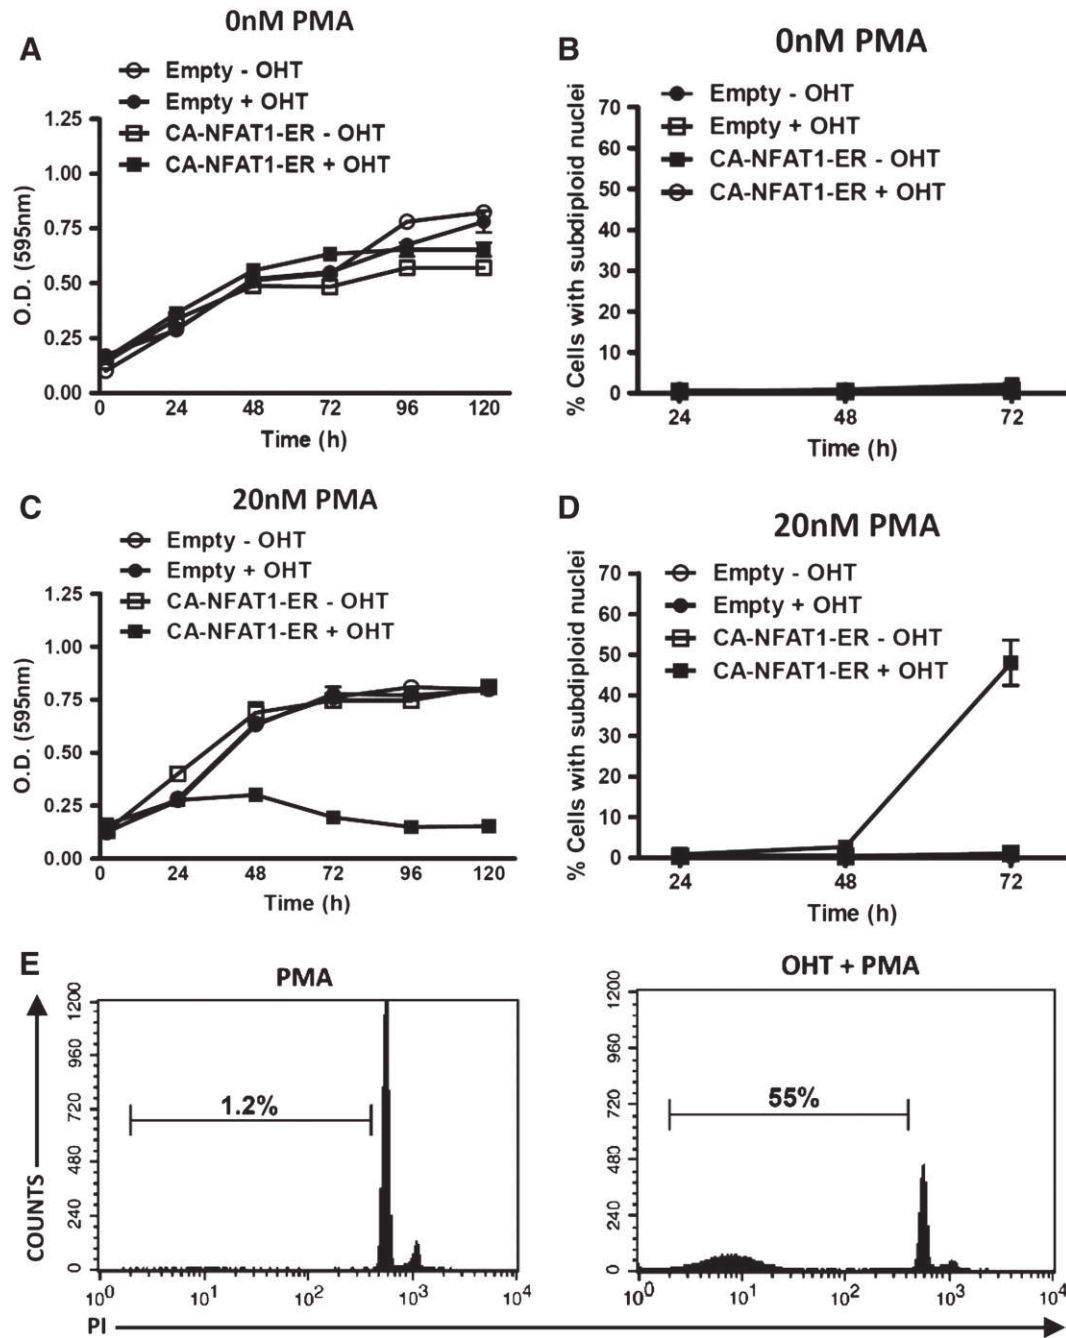 A
0nM PMA
Empty - OHT
Empty + OHT
CA-NFAT1-ER - OHT
CA-NFAT1-ER + OHT
O.D. (595nm)
1.25
1.00
0.75
0.50
0.25
0.00
0 24 48 72 96 120
Time (h)
B
0nM PMA
Empty - OHT
Empty + OHT
CA-NFAT1-ER - OHT
CA-NFAT1-ER + OHT
% Cells with subdiploid nuclei
70
60
50
40
30
20
10
0
24 48 72
Time (h)
C
20nM PMA
Empty - OHT
Empty + OHT
CA-NFAT1-ER - OHT
CA-NFAT1-ER + OHT
O.D. (595nm)
1.25
1.00
0.75
0.50
0.25
0.00
0 24 48 72 96 120
Time (h)
D
20nM PMA
Empty - OHT
Empty + OHT
CA-NFAT1-ER - OHT
CA-NFAT1-ER + OHT
% Cells with subdiploid nuclei
70
60
50
40
30
20
10
0
24 48 72
Time (h)
E
PMA
COUNTS
1200
960
720
480
240
0
1.2%
10^0 10^1 10^2 10^3 10^4
OHT + PMA
1200
960
720
480
240
0
55%
10^0 10^1 10^2 10^3 10^4
PI